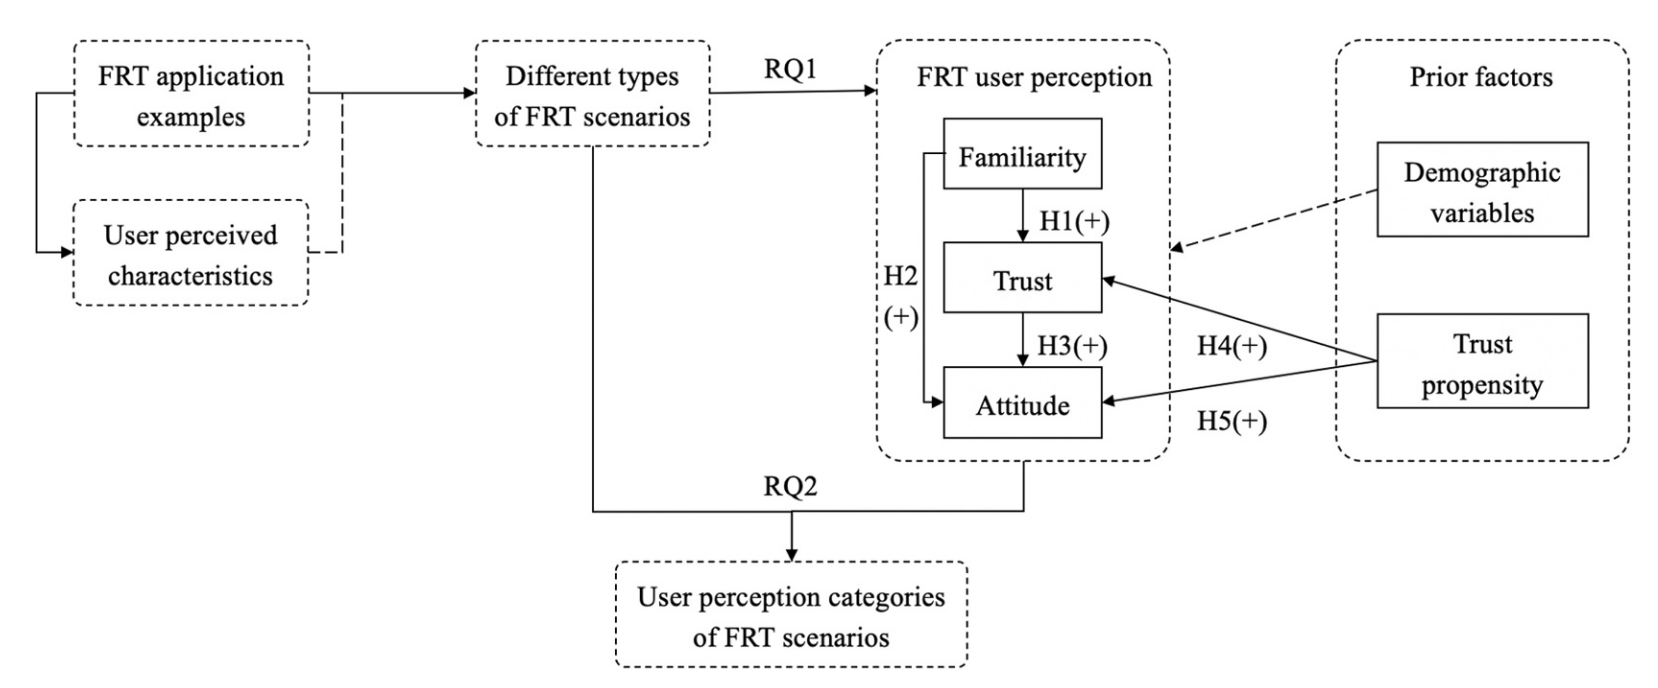 FRT application
examples
User perceived
characteristics
Different types
of FRT scenarios
RQ1
FRT user perception
Familiarity
H1(+)
Trust
H2
(+)
H3(+)
Attitude
Prior factors
Demographic
variables
Trust
propensity
H4(+)
H5(+)
RQ2
User perception categories
of FRT scenarios